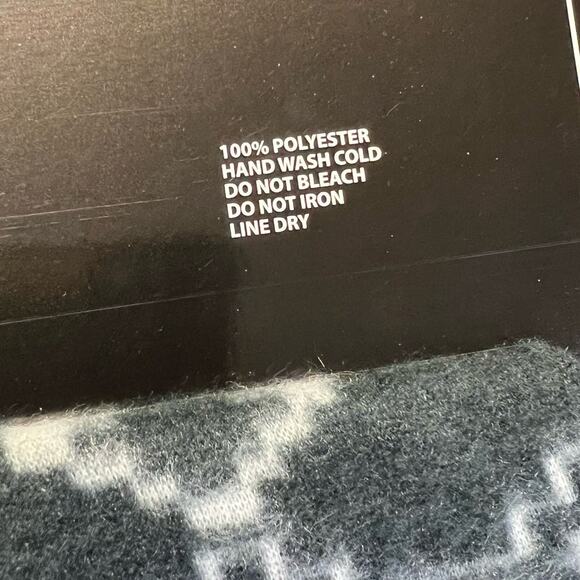 100% POLYESTER
HAND WASH COLD
DO NOT BLEACH
DO NOT IRON
LINE DRY